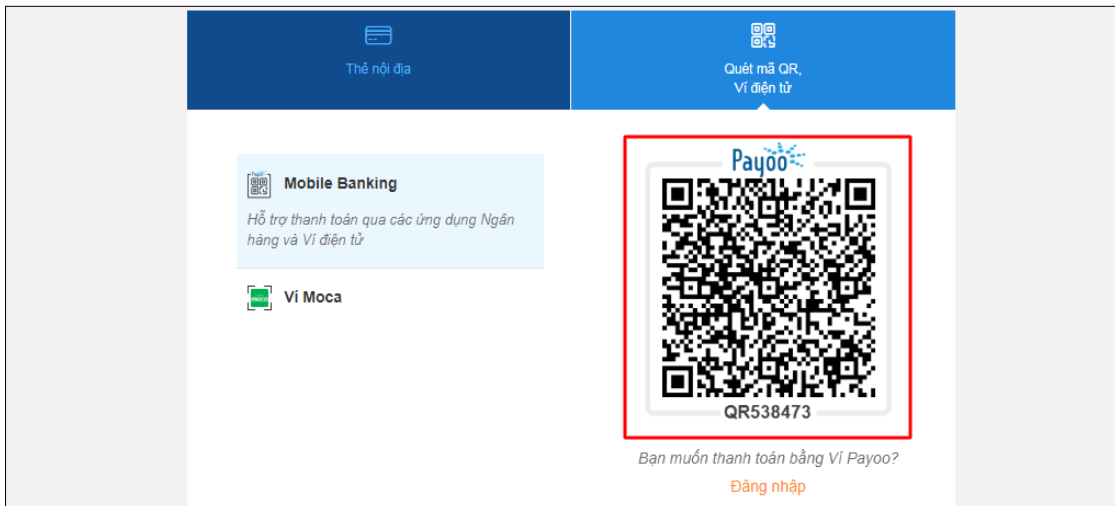 Thẻ nội địa
Quét mã QR,
Ví điện tử
Mobile Banking
Hỗ trợ thanh toán qua các ứng dụng Ngân
hàng và Ví điện tử
Ví Moca
Payoo
QR538473
Bạn muốn thanh toán bằng Ví Payoo?
Đăng nhập